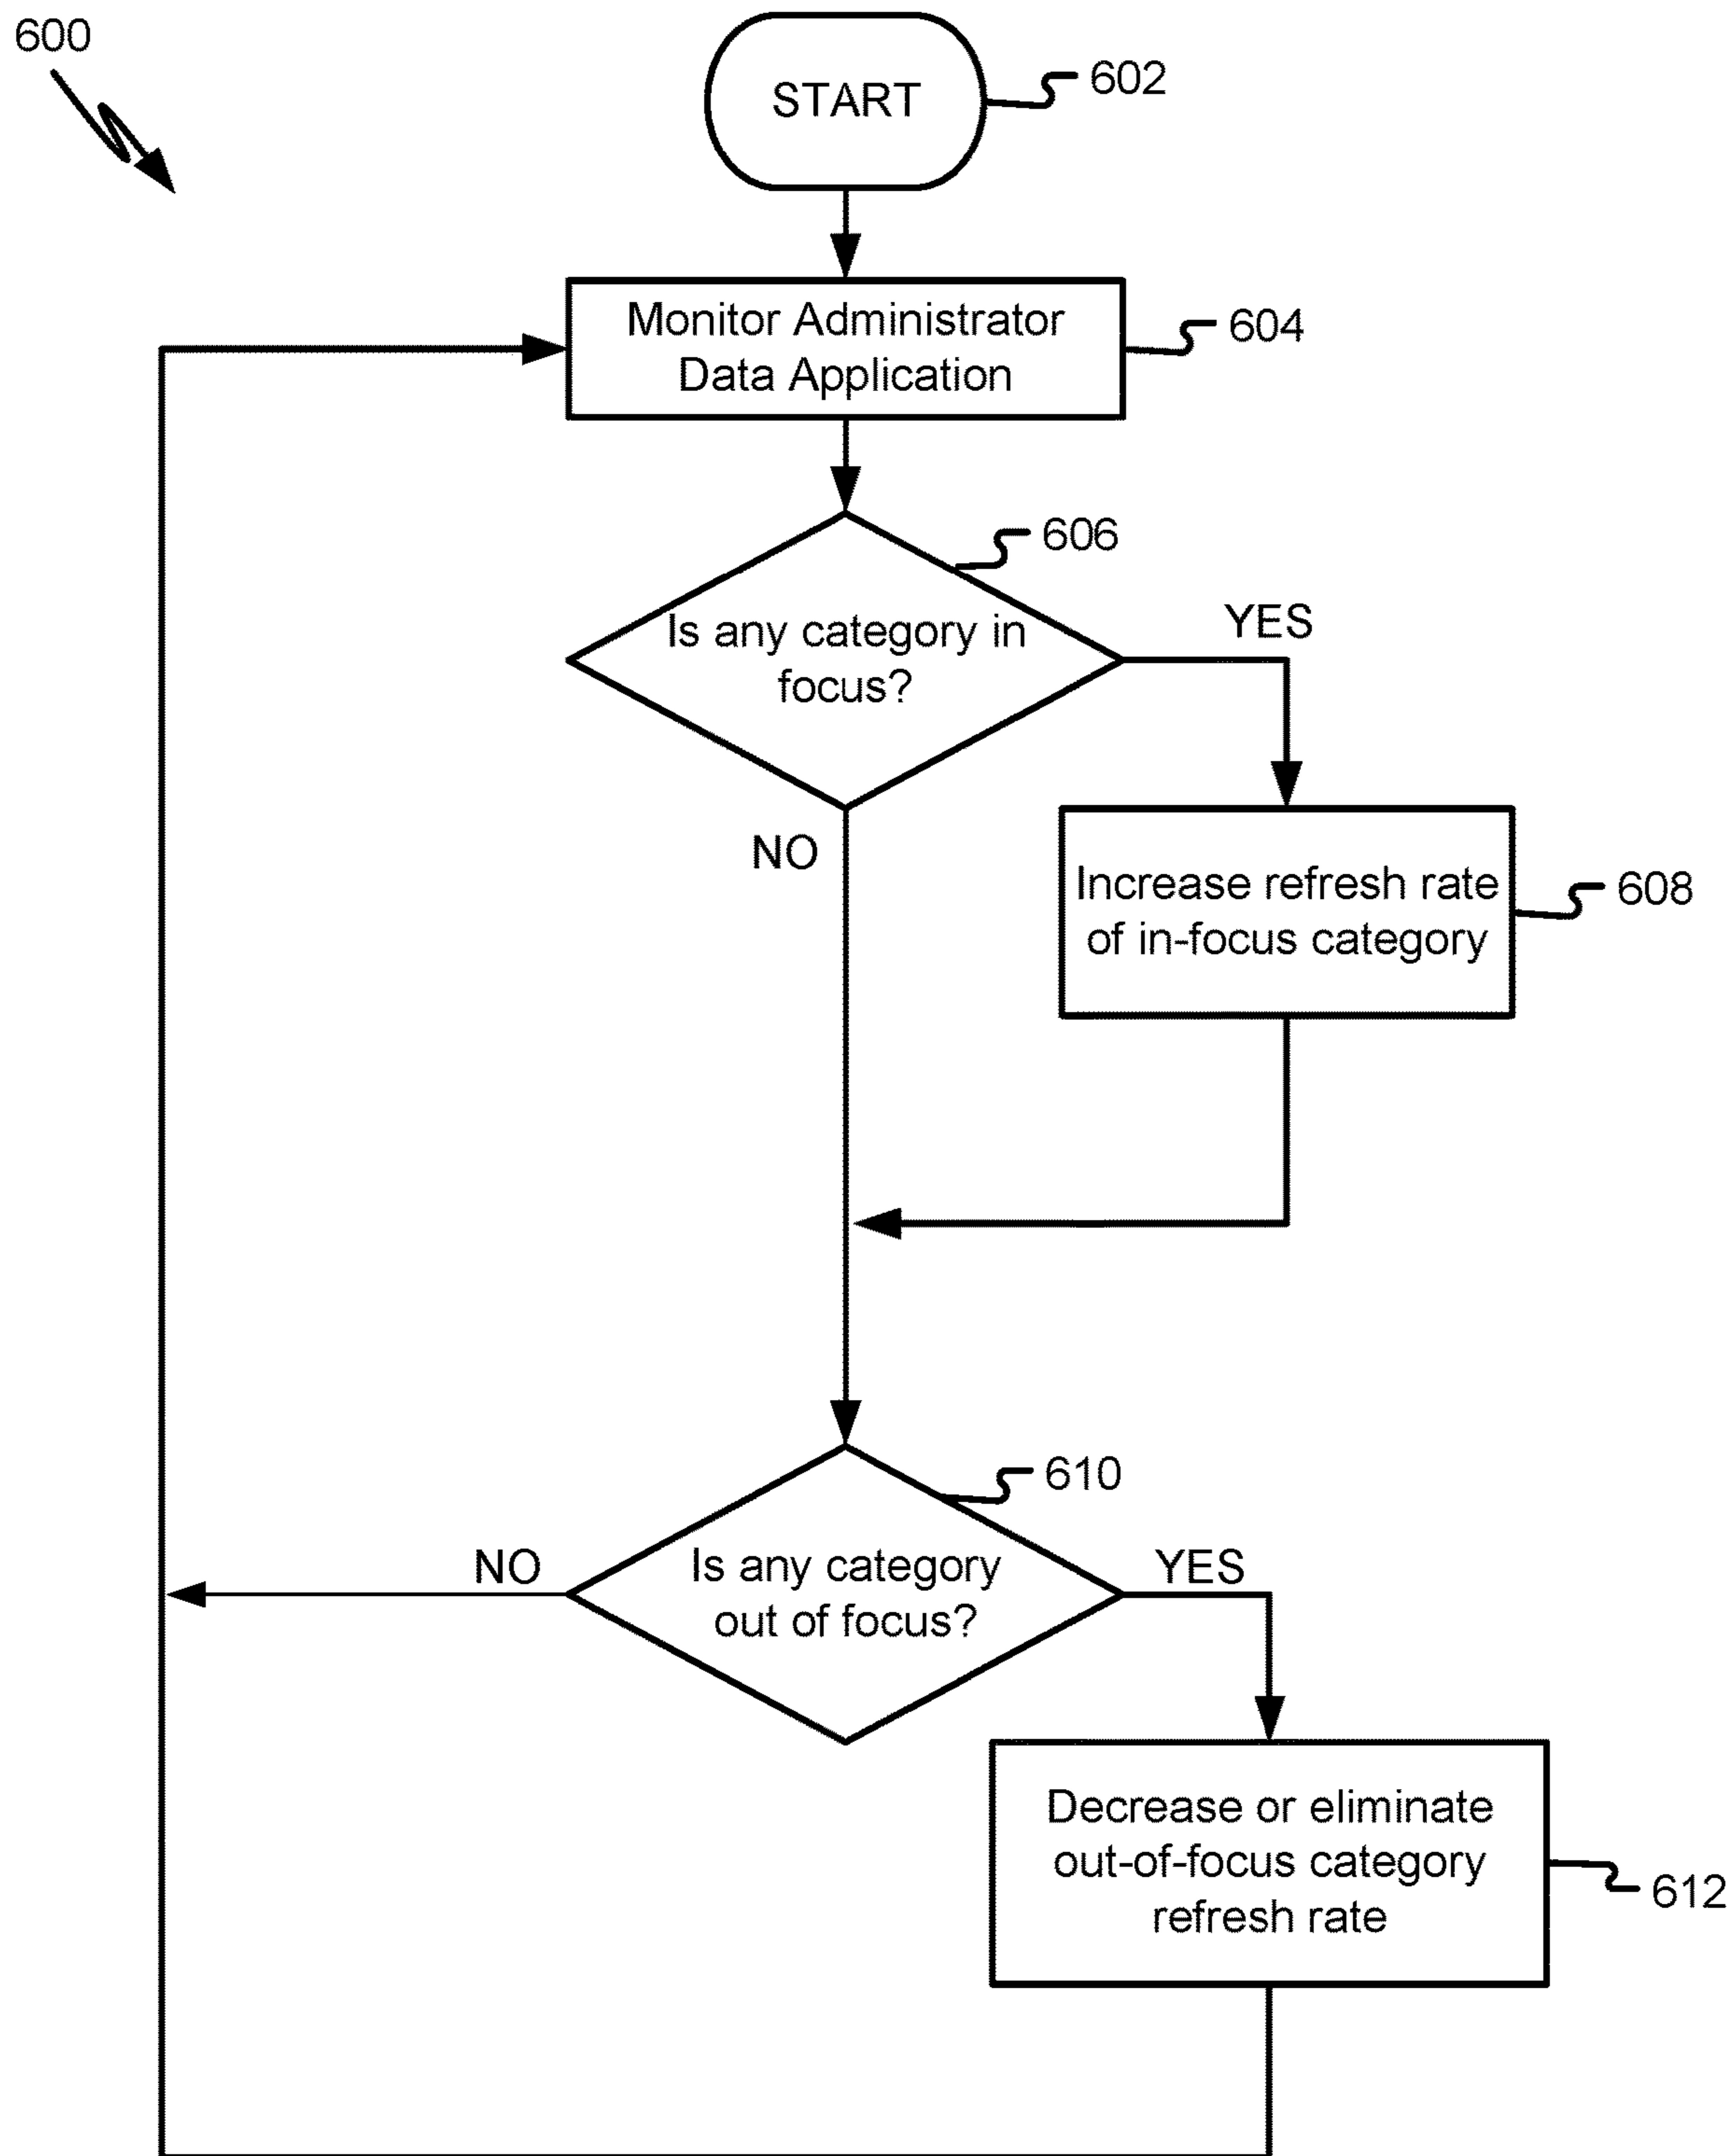 600
START
602
Monitor Administrator
Data Application
604
606
Is any category in
focus?
YES
NO
Increase refresh rate
of in-focus category
608
610
NO
Is any category
out of focus?
YES
Decrease or eliminate
out-of-focus category
refresh rate
612